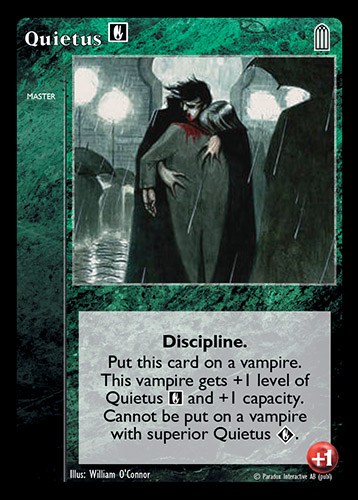 Quietus
MASTER
Discipline.
Put this card on a vampire.
This vampire gets +1 level of
Quietus and +1 capacity.
Cannot be put on a vampire
with superior Quietus .
+1
Illus: William O'Connor
© Paradox Interactive AB (publ)